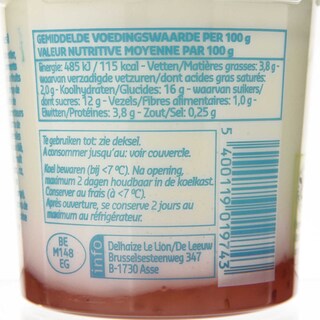 GEMIDDELDE VOEDINGSWAARDE PER 100 g
VALEUR NUTRITIVE MOYENNE PAR 100 g
Energie: 485 kJ / 115 kcal - Vetten/Matières grasses: 3,8 g -
waarvan verzadigde vetzuren/dont acides gras saturés:
2,0 g - Koolhydraten/Glucides: 16 g - waarvan suikers/
dont sucres: 12 g - Vezels/Fibres alimentaires: 1,0 g -
Eiwitten/Protéines: 3,8 g - Zout/Sel: 0,25 g
Te gebruiken tot: zie deksel.
A consommer jusqu'au: voir couvercle.
Koel bewaren (bij <7 °C). Na opening,
maximum 2 dagen houdbaar in de koelkast.
Conserver au frais (à <7 °C).
Après ouverture, se conserve 2 jours au
maximum au réfrigérateur.
5 400119 019743
BE
M148
EG
info
Delhaize Le Lion/De Leeuw
Brusselsesteenweg 347
B-1730 Asse